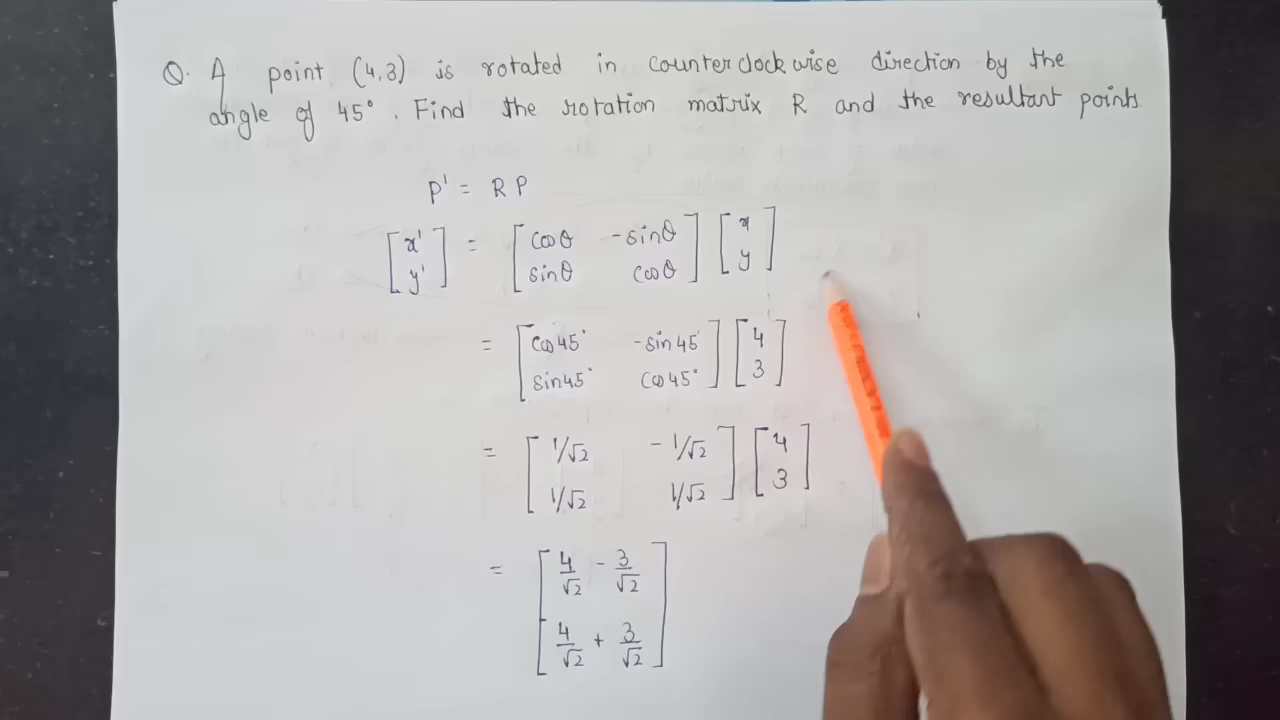 Q. A point (4,3) is rotated in counterclockwise direction by the
angle of 45°. Find the rotation matrix R and the resultant points.
P' = R P
[x' y'] = [cosθ -sinθ sinθ cosθ] [x y]
= [cos45° -sin45 sin45° cos45°] [4 3]
= [1/√2 -1/√2 1/√2 1/√2] [4 3]
= [4/√2 - 3/√2 4/√2 + 3/√2]